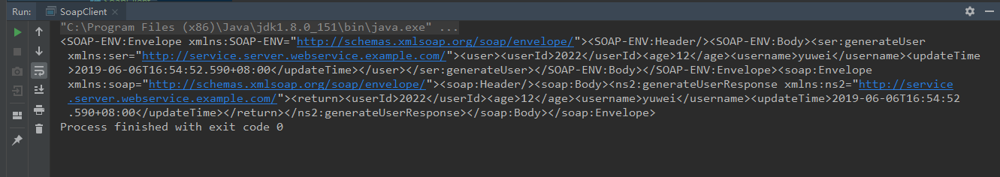 Run: SoapClient
"C:\Program Files (x86)\Java\jdk1.8.0_151\bin\java.exe" ...
<SOAP-ENV:Envelope xmlns:SOAP-ENV="http://schemas.xmlsoap.org/soap/envelope/"><SOAP-ENV:Header/><SOAP-ENV:Body><ser:generateUser
xmlns:ser="http://service.server.webservice.example.com/"><user><userId>2022</userId><age>12</age><username>yuwei</username><updateTime
>2019-06-06T16:54:52.590+08:00</updateTime></user></ser:generateUser></SOAP-ENV:Body></SOAP-ENV:Envelope><soap:Envelope
xmlns:soap="http://schemas.xmlsoap.org/soap/envelope/"><soap:Header/><soap:Body><ns2:generateUserResponse xmlns:ns2="http://service
.server.webservice.example.com/"><return><userId>2022</userId><age>12</age><username>yuwei</username><updateTime>2019-06-06T16:54:52
.590+08:00</updateTime></return></ns2:generateUserResponse></soap:Body></soap:Envelope>
Process finished with exit code 0